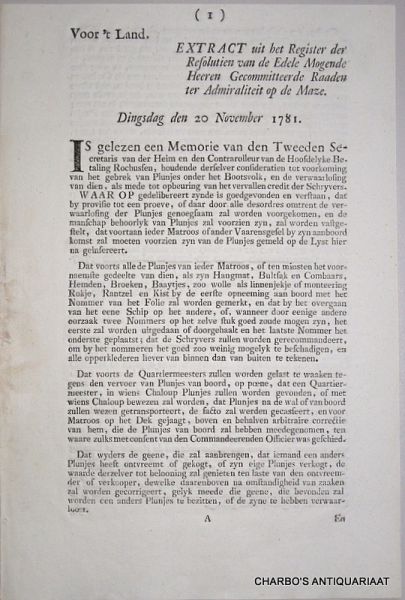 ( 1 )
Voor 't Land.
EXTRACT uit het Register der
Resolutien van de Edele Mogende
Heeren Gecommitteerde Raaden
ter Admiraliteit op de Maze.
Dingsdag den 20 November 1781.
IS gelezen een Memorie van den Tweeden Se-
cretaris van der Heim en den Contrarolleur van de Hoofdelyke Be-
taling Rochussen, houdende derselver consideratien tot voorkoming
van het gebrek van Plunjes onder het Bootsvolk, en de verwaarlosing
van dien, als mede tot opbeuring van het vervallen credit der Schryvers.
WAAR OP gedelibereert zynde is goedgevonden en verstaan, dat
by provisie tot een proeve, of daar door alle desordres omtrent de ver-
waarlosing der Plunjes genoegsaam zal worden voorgekomen, en de
manschap behoorlyk van Plunjes zal voorzien zyn, zal worden vastge-
stelt, dat voortaan ieder Matroos of ander Vaarensgesel by zyn aanboord
komst zal moeten voorzien zyn van de Plunjes gemeld op de Lyst hier
na geinsereert.
Dat voorts alle de Plunjes van ieder Matroos, of ten minsten het voor-
naemste gedeelte van dien, als zyn Hangmat, Bultsak en Combaars,
Hemden, Broeken, Baaytjes, zoo wolle als linnenjekje of monteering
Rokje, Rantzel en Kist by de eerste opneeming aan boord met het
Nommer van het Folio zal worden gemerkt, en dat by het overgaan
van het eene Schip op het andere, of, wanneer door eenige andere
oorzaak twee Nommers op het zelve stuk goed zoude mogen zyn, het
eerste zal worden uitgedaan of doorgehaalt en het laatste Nommer het
onderste geplaatst; dat de Schryvers zullen worden gerecommandeert,
om by het nommeren het goed zoo weinig mogelyk te beschadigen, en
alle opperklederen liever van binnen dan van buiten te tekenen.
Dat voorts de Quartiermeesters zullen worden gelast te waaken te-
gens den vervoer van Plunjes van boord, op poene, dat een Quartier-
meester, in wiens Chaloup Plunjes zullen worden gevonden, of met
wiens Chaloup bewezen zal worden, dat Plunjes na de wal of van boord
zullen wezen getransporteert, de facto zal werden gecasseert, en voor
Matroos op het Dek gejaagt, boven en behalven arbitraire correctie
van hem, die de Plunjes van boord zal hebben meedegenomen, ten
waare zulks met consent van den Commandeerenden Officier was geschied.
Dat wyders de geene, die zal aanbrengen, dat iemand een anders
Plunjes heeft ontvreemt of gekogt, of zyn eigen Plunjes verkogt, de
waarde derzelver tot belooning zal genieten ten laste van den ontvreem-
der of verkooper, dewelke daarenboven na omstandigheid van zaaken
zal worden gecorrigeert, gelyk meede die geene, die bevonden zal
worden een anders Plunjes te bezitten, of de zyne te hebben verwaar-
loost.
A
En
CHARBO'S ANTIQUARIAAT